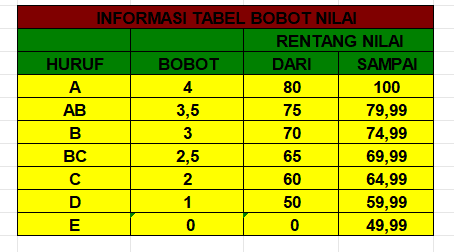 INFORMASI TABEL BOBOT NILAI
RENTANG NILAI
HURUF BOBOT DARI SAMPAI
A 4 80 100
AB 3,5 75 79,99
B 3 70 74,99
BC 2,5 65 69,99
C 2 60 64,99
D 1 50 59,99
E 0 0 49,99